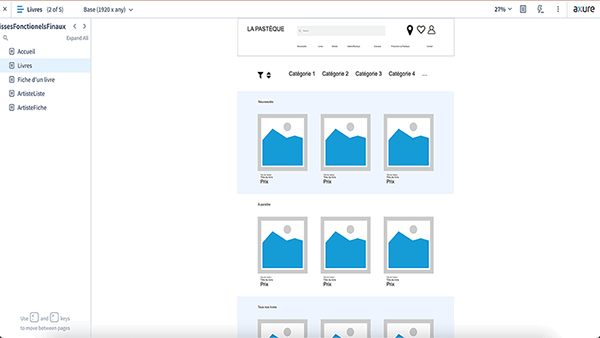 Livres (2 of 5)
Base (1920 x any)
27%
axure
issesFonctionelsFinaux
Expand All
Accueil
Livres
Fiche d'un livre
ArtisteListe
ArtisteFiche
Use and keys
to move between pages
LA PASTÈQUE
Catégorie 1 Catégorie 2 Catégorie 3 Catégorie 4 ...
Nouveautés
Prix Prix Prix
À paraître
Prix Prix Prix
Tous nos livres